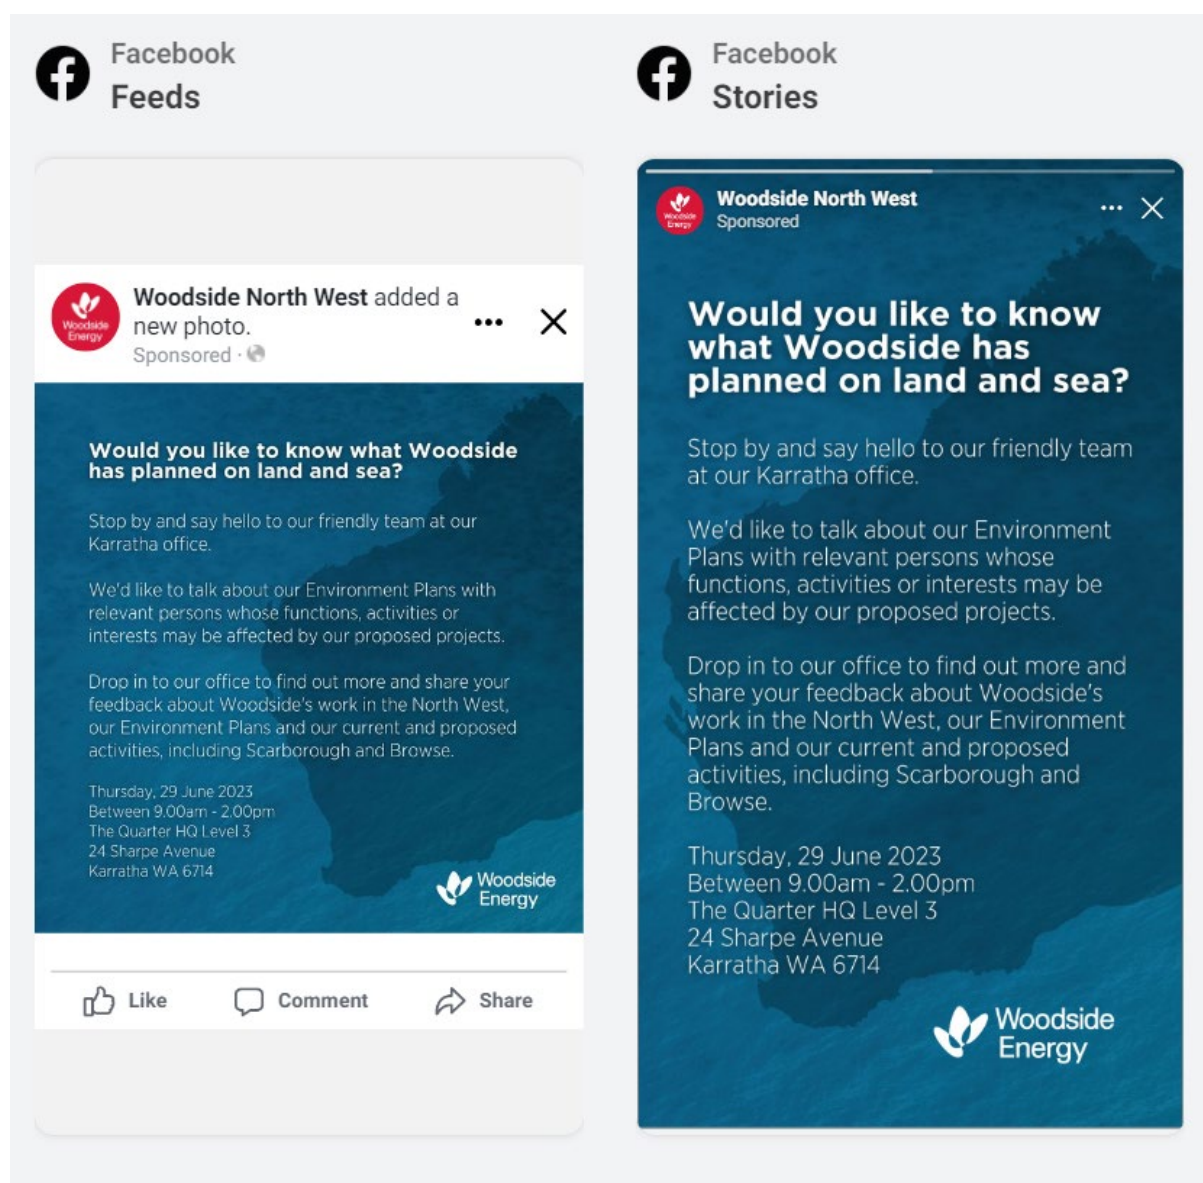 Facebook
Feeds
Woodside Energy
Woodside North West added a
new photo.
Sponsored ·
Would you like to know what Woodside
has planned on land and sea?
Stop by and say hello to our friendly team at our
Karratha office.
We'd like to talk about our Environment Plans with
relevant persons whose functions, activities or
interests may be affected by our proposed projects.
Drop in to our office to find out more and share your
feedback about Woodside's work in the North West,
our Environment Plans and our current and proposed
activities, including Scarborough and Browse.
Thursday, 29 June 2023
Between 9.00am - 2.00pm
The Quarter HQ Level 3
24 Sharpe Avenue
Karratha WA 6714
Woodside
Energy
Like
Comment
Share
Facebook
Stories
Woodside
Energy
Woodside North West
Sponsored
Would you like to know
what Woodside has
planned on land and sea?
Stop by and say hello to our friendly team
at our Karratha office.
We'd like to talk about our Environment
Plans with relevant persons whose
functions, activities or interests may be
affected by our proposed projects.
Drop in to our office to find out more and
share your feedback about Woodside's
work in the North West, our Environment
Plans and our current and proposed
activities, including Scarborough and
Browse.
Thursday, 29 June 2023
Between 9.00am - 2.00pm
The Quarter HQ Level 3
24 Sharpe Avenue
Karratha WA 6714
Woodside
Energy